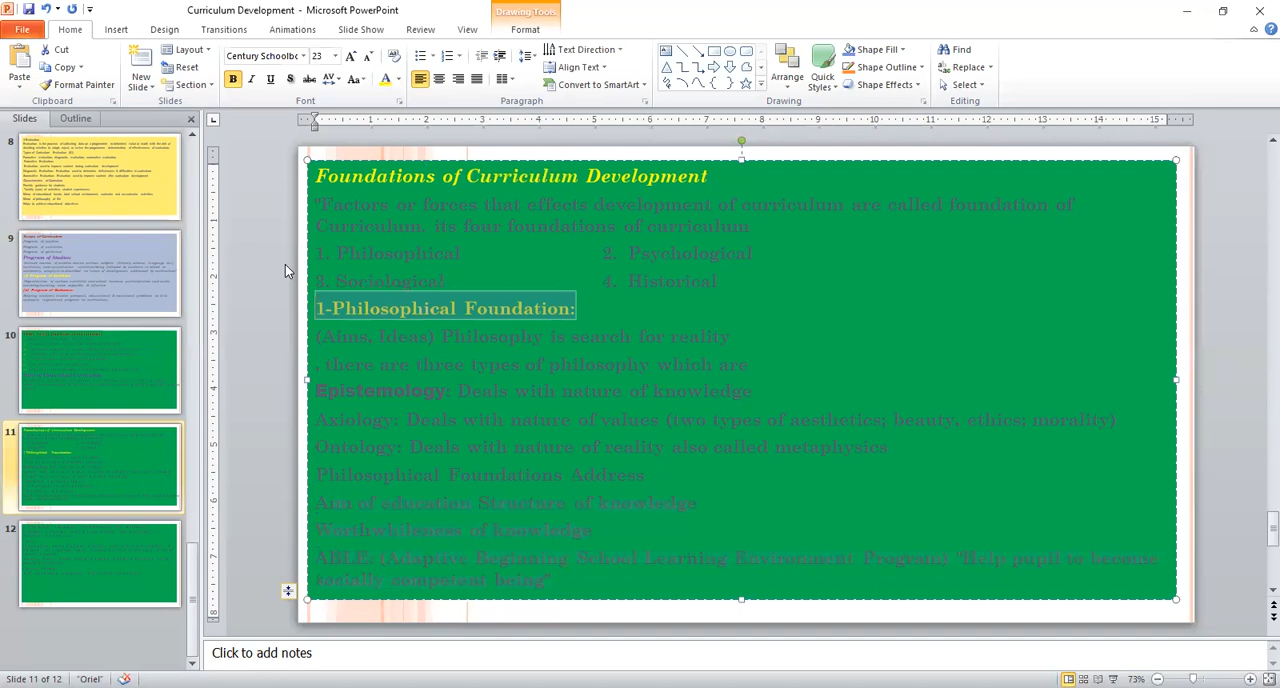 Curriculum Development - Microsoft PowerPoint
Drawing Tools
File Home Insert Design Transitions Animations Slide Show Review View Format
Paste
Cut
Copy
Format Painter
Clipboard
New Slide
Layout
Reset
Section
Slides
Century Schoolbo 23
Font
Text Direction
Align Text
Convert to SmartArt
Paragraph
Arrange
Quick Styles
Shape Fill
Shape Outline
Shape Effects
Drawing
Find
Replace
Select
Editing
Slides Outline
8
9
10
11
12
Foundations of Curriculum Development
"Factors or forces that effects development of curriculum are called foundation of
Curriculum, its four foundations of curriculum
1. Philosophical 2. Psychological
3. Sociological 4. Historical
1-Philosophical Foundation:
(Aims, Ideas) Philosophy is search for reality
, there are three types of philosophy which are
Epistemology: Deals with nature of knowledge
Axiology: Deals with nature of values (two types of aesthetics; beauty, ethics; morality)
Ontology: Deals with nature of reality also called metaphysics
Philosophical Foundations Address
Aim of education Structure of knowledge
Worthwhileness of knowledge
ABLE: (Adaptive Beginning School Learning Environment Program) "Help pupil to become
socially competent being"
Click to add notes
Slide 11 of 12 "Oriel" 73%